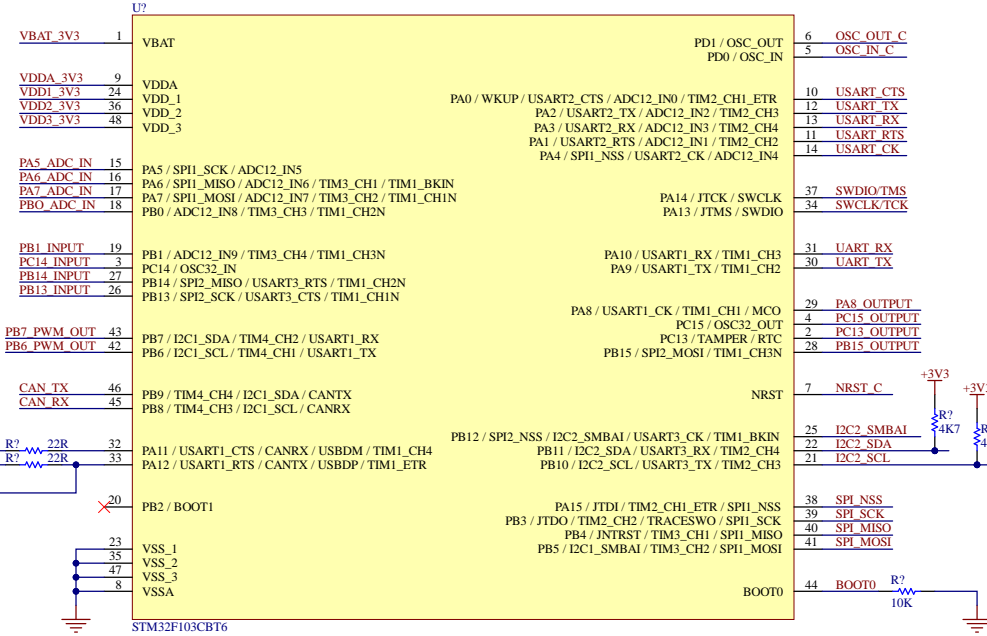 U?
VBAT_3V3 1 VBAT
VDDA_3V3 9 VDDA
VDD1_3V3 24 VDD_1
VDD2_3V3 36 VDD_2
VDD3_3V3 48 VDD_3
PA5_ADC_IN 15 PA5 / SPI1_SCK / ADC12_IN5
PA6_ADC_IN 16 PA6 / SPI1_MISO / ADC12_IN6 / TIM3_CH1 / TIM1_BKIN
PA7_ADC_IN 17 PA7 / SPI1_MOSI / ADC12_IN7 / TIM3_CH2 / TIM1_CH1N
PBO_ADC_IN 18 PB0 / ADC12_IN8 / TIM3_CH3 / TIM1_CH2N
PB1_INPUT 19 PB1 / ADC12_IN9 / TIM3_CH4 / TIM1_CH3N
PC14_INPUT 3 PC14 / OSC32_IN
PB14_INPUT 27 PB14 / SPI2_MISO / USART3_RTS / TIM1_CH2N
PB13_INPUT 26 PB13 / SPI2_SCK / USART3_CTS / TIM1_CH1N
PB7_PWM_OUT 43 PB7 / I2C1_SDA / TIM4_CH2 / USART1_RX
PB6_PWM_OUT 42 PB6 / I2C1_SCL / TIM4_CH1 / USART1_TX
CAN_TX 46 PB9 / TIM4_CH4 / I2C1_SDA / CANTX
CAN_RX 45 PB8 / TIM4_CH3 / I2C1_SCL / CANRX
R? 22R 32 PA11 / USART1_CTS / CANRX / USBDM / TIM1_CH4
R? 22R 33 PA12 / USART1_RTS / CANTX / USBDP / TIM1_ETR
20 PB2 / BOOT1
23 VSS_1
35 VSS_2
47 VSS_3
8 VSSA
PD1 / OSC_OUT 6 OSC_OUT_C
PD0 / OSC_IN 5 OSC_IN_C
PA0 / WKUP / USART2_CTS / ADC12_IN0 / TIM2_CH1_ETR 10 USART_CTS
PA2 / USART2_TX / ADC12_IN2 / TIM2_CH3 12 USART_TX
PA3 / USART2_RX / ADC12_IN3 / TIM2_CH4 13 USART_RX
PA1 / USART2_RTS / ADC12_IN1 / TIM2_CH2 11 USART_RTS
PA4 / SPI1_NSS / USART2_CK / ADC12_IN4 14 USART_CK
PA14 / JTCK / SWCLK 37 SWDIO/TMS
PA13 / JTMS / SWDIO 34 SWCLK/TCK
PA10 / USART1_RX / TIM1_CH3 31 UART_RX
PA9 / USART1_TX / TIM1_CH2 30 UART_TX
PA8 / USART1_CK / TIM1_CH1 / MCO 29 PA8_OUTPUT
PC15 / OSC32_OUT 4 PC15_OUTPUT
PC13 / TAMPER / RTC 2 PC13_OUTPUT
PB15 / SPI2_MOSI / TIM1_CH3N 28 PB15_OUTPUT
+3V3
NRST 7 NRST_C
R?
4K7
PB12 / SPI2_NSS / I2C2_SMBAI / USART3_CK / TIM1_BKIN 25 I2C2_SMBAI
PB11 / I2C2_SDA / USART3_RX / TIM2_CH4 22 I2C2_SDA
PB10 / I2C2_SCL / USART3_TX / TIM2_CH3 21 I2C2_SCL
PA15 / JTDI / TIM2_CH1_ETR / SPI1_NSS 38 SPI_NSS
PB3 / JTDO / TIM2_CH2 / TRACESWO / SPI1_SCK 39 SPI_SCK
PB4 / JNTRST / TIM3_CH1 / SPI1_MISO 40 SPI_MISO
PB5 / I2C1_SMBAI / TIM3_CH2 / SPI1_MOSI 41 SPI_MOSI
BOOT0 44 BOOT0 R?
10K
STM32F103CBT6